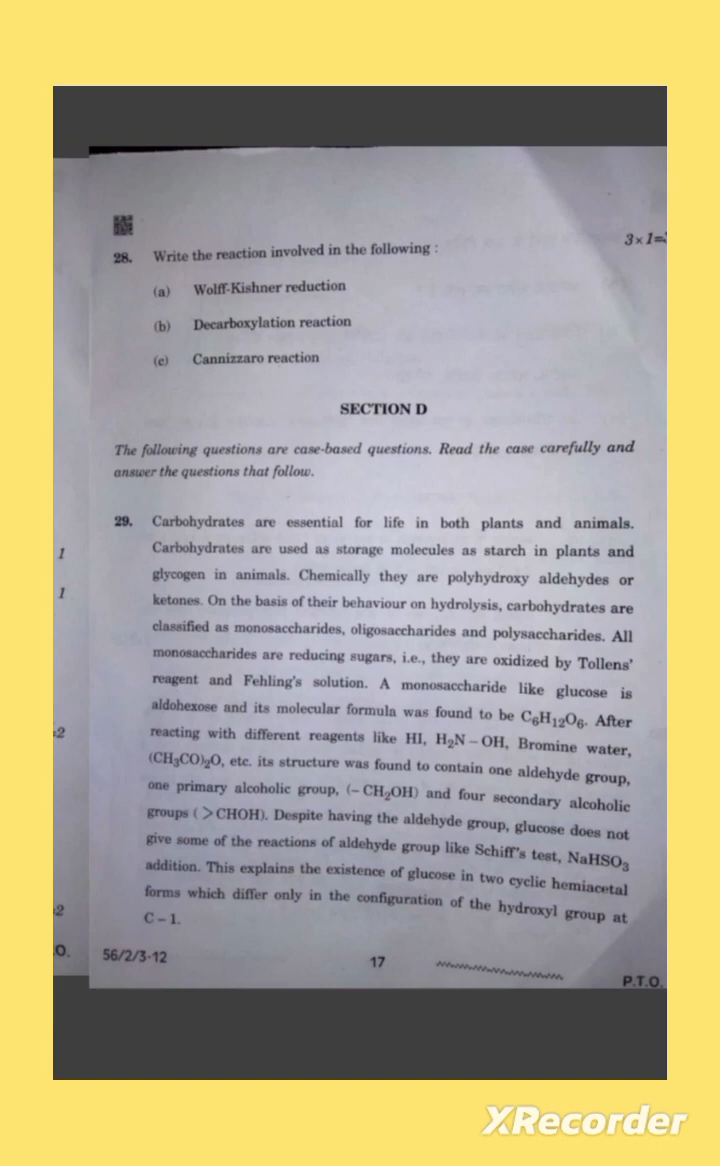 3×1=3
28. Write the reaction involved in the following :
(a) Wolff-Kishner reduction
(b) Decarboxylation reaction
(c) Cannizzaro reaction
SECTION D
The following questions are case-based questions. Read the case carefully and
answer the questions that follow.
29. Carbohydrates are essential for life in both plants and animals.
Carbohydrates are used as storage molecules as starch in plants and
glycogen in animals. Chemically they are polyhydroxy aldehydes or
ketones. On the basis of their behaviour on hydrolysis, carbohydrates are
classified as monosaccharides, oligosaccharides and polysaccharides. All
monosaccharides are reducing sugars, i.e., they are oxidized by Tollens'
reagent and Fehling's solution. A monosaccharide like glucose is
aldohexose and its molecular formula was found to be C₆H₁₂O₆. After
reacting with different reagents like HI, H₂N – OH, Bromine water,
(CH₃CO)₂O, etc. its structure was found to contain one aldehyde group,
one primary alcoholic group, (– CH₂OH) and four secondary alcoholic
groups ( >CHOH). Despite having the aldehyde group, glucose does not
give some of the reactions of aldehyde group like Schiff's test, NaHSO₃
addition. This explains the existence of glucose in two cyclic hemiacetal
forms which differ only in the configuration of the hydroxyl group at
C – 1.
56/2/3-12
17
P.T.O.
1
1
2
2
O.
XRecorder